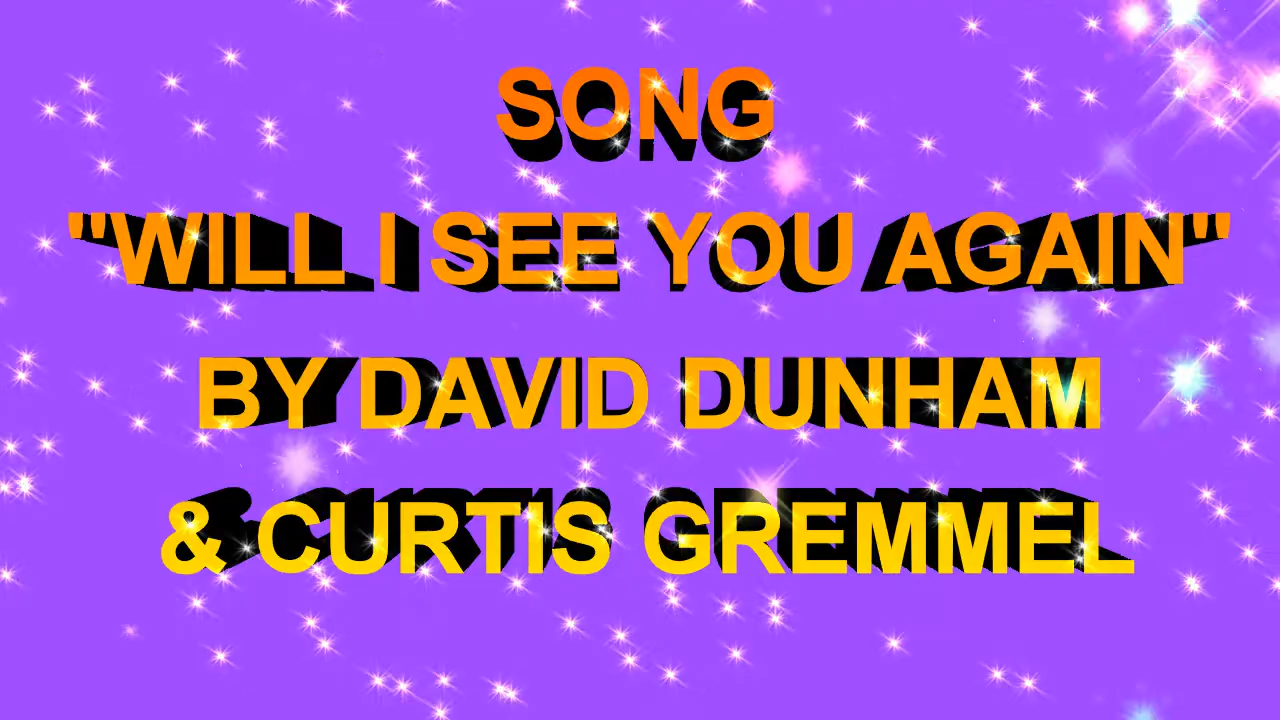 SONG
"WILL I SEE YOU AGAIN"
BY DAVID DUNHAM
& CURTIS GREMMEL